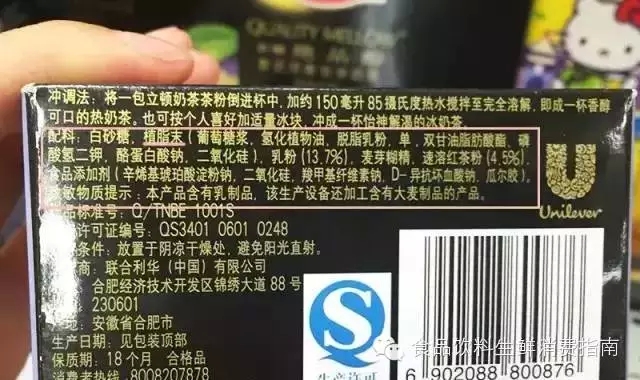 QUALITY MELLOW
冲调法：将一包立顿奶茶茶粉倒进杯中，加约150毫升85摄氏度热水搅拌至完全溶解，即成一杯香醇
可口的热奶茶。也可按个人喜好加适量冰块，冲成一杯怡神解渴的冰奶茶。
配料：白砂糖，植脂末（葡萄糖浆，氢化植物油，脱脂乳粉，单，双甘油脂肪酸酯，磷
酸氢二钾，酪蛋白酸钠，二氧化硅），乳粉(13.7%)，麦芽糊精，速溶红茶粉(4.5%)，
食品添加剂（辛烯基琥珀酸淀粉钠，二氧化硅，羧甲基纤维素钠，D-异抗坏血酸钠，瓜尔胶）。
致敏物质提示：本产品含有乳制品，该生产设备还加工含有大麦制品的产品。
品标准号：Q/TNBE 1001S
许可证编号：QS3401 0601 0248
条件：放置于阴凉干燥处，避免阳光直射。
商：联合利华（中国）有限公司
合肥经济技术开发区锦绣大道88号
230601
地：安徽省合肥市
生产日期：见包装顶部
保质期：18个月 合格品
消费者热线：8008207878
Unilever
生产许可
6 902088 800876
食品饮料生鲜消费指南